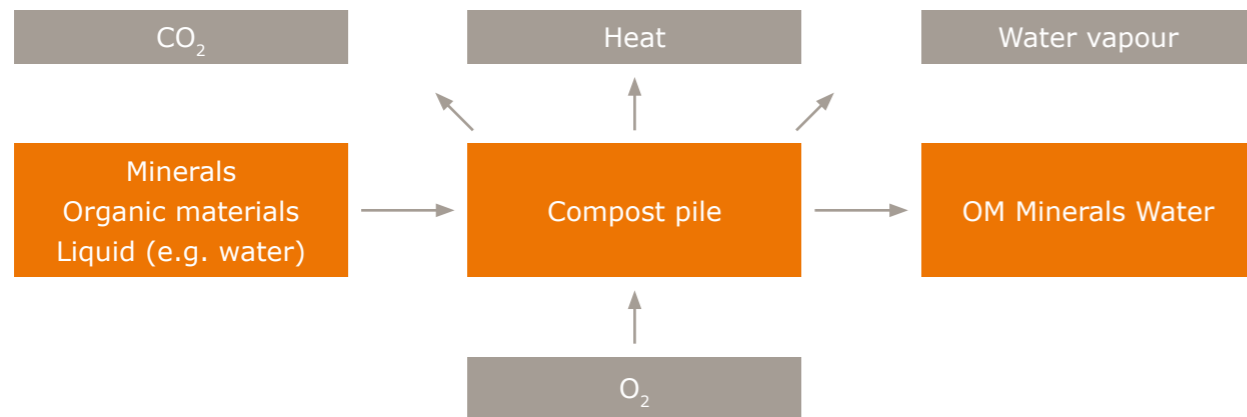 CO₂
Heat
Water vapour
Minerals
Organic materials
Liquid (e.g. water)
Compost pile
OM Minerals Water
O₂